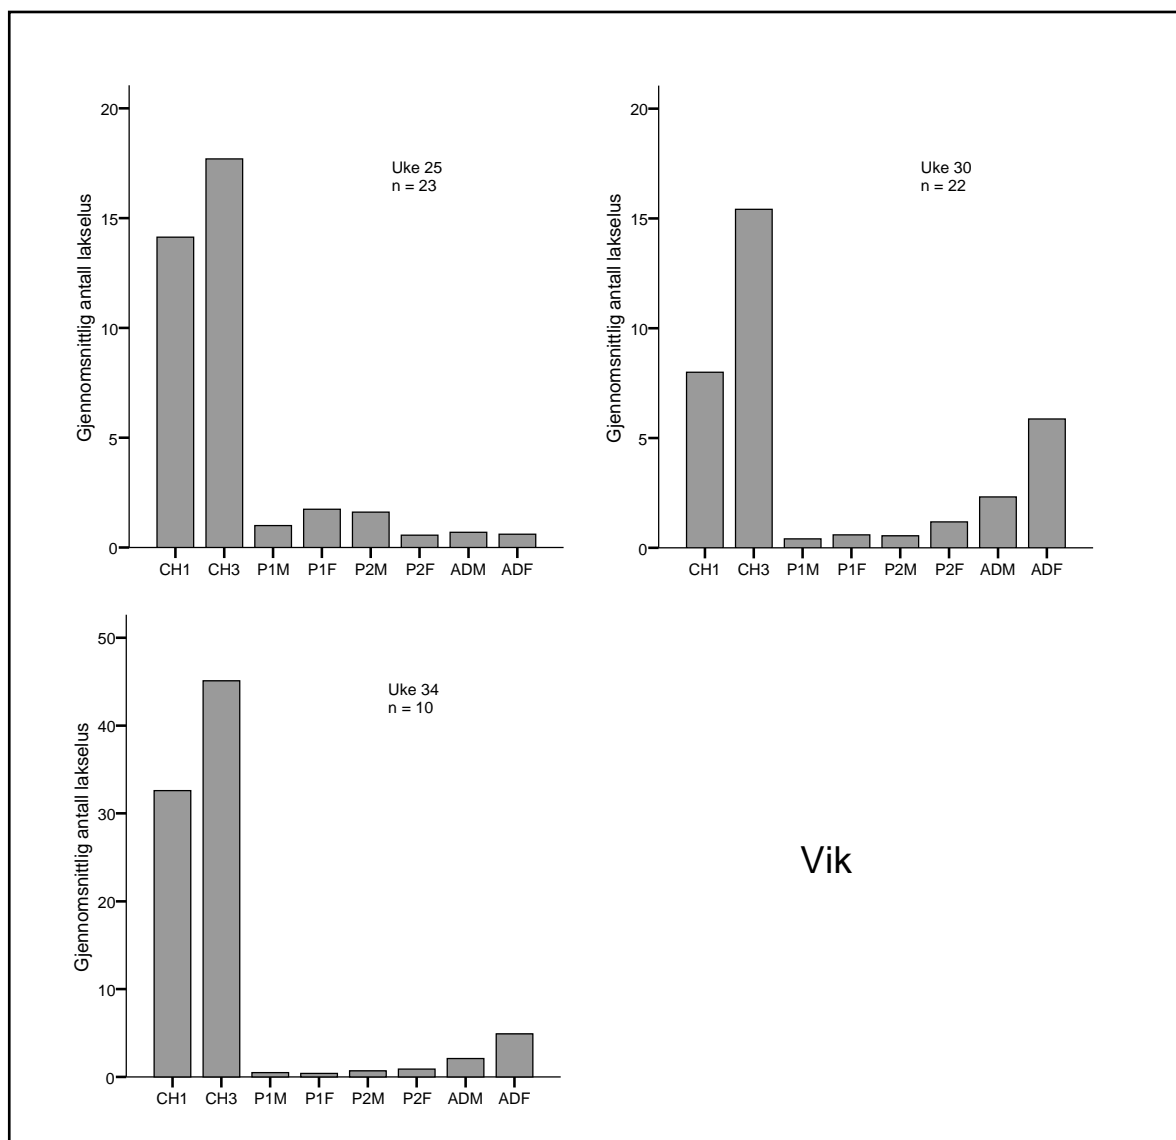 Gjennomsnittlig antall lakselus
20
15
10
5
0
Uke 25
n = 23
CH1 CH3 P1M P1F P2M P2F ADM ADF
Gjennomsnittlig antall lakselus
20
15
10
5
0
Uke 30
n = 22
CH1 CH3 P1M P1F P2M P2F ADM ADF
Gjennomsnittlig antall lakselus
50
40
30
20
10
0
Uke 34
n = 10
CH1 CH3 P1M P1F P2M P2F ADM ADF
Vik